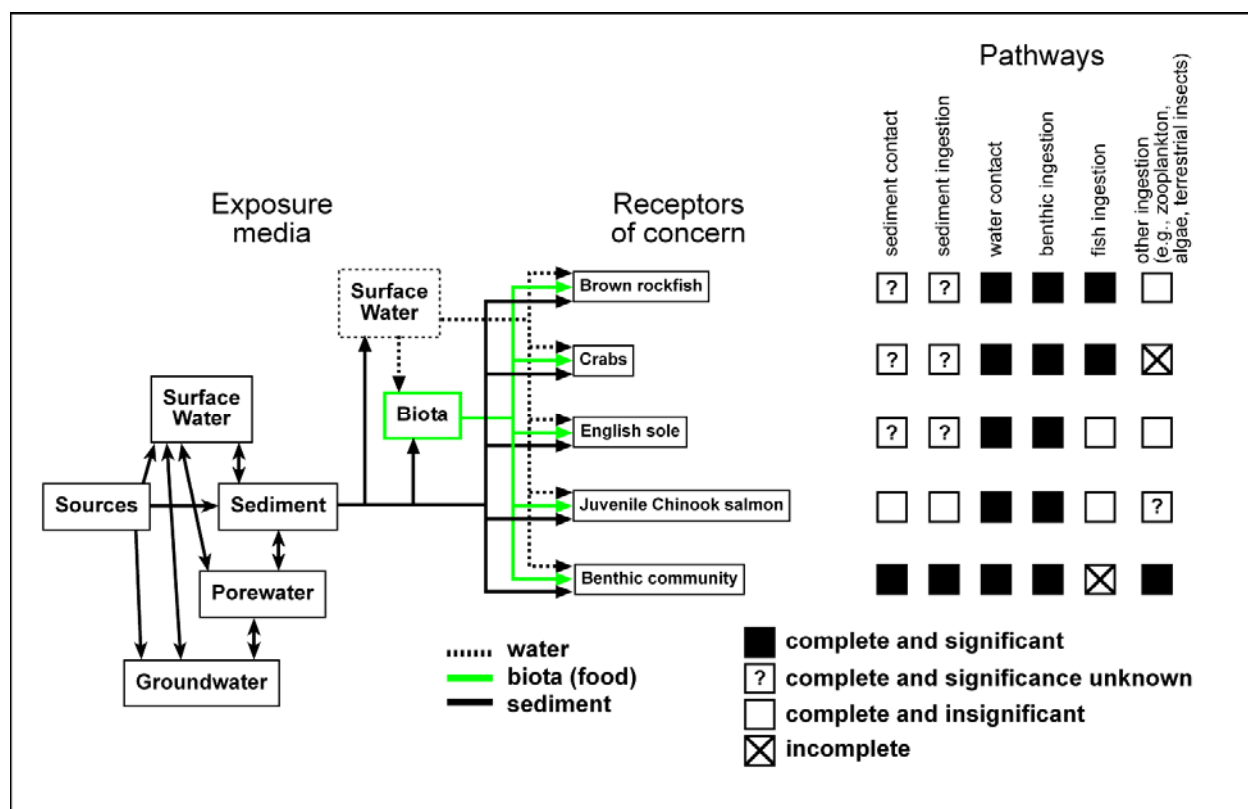 Pathways
sediment contact
sediment ingestion
water contact
benthic ingestion
fish ingestion
other ingestion
(e.g., zooplankton,
algae, terrestrial insects)
Exposure
media
Receptors
of concern
Surface
Water
Brown rockfish
? ?
Crabs
? ?
Surface
Water
Biota
English sole
? ?
Sources
Sediment
Juvenile Chinook salmon
?
Porewater
Benthic community
Groundwater
water
biota (food)
sediment
complete and significant
? complete and significance unknown
complete and insignificant
incomplete